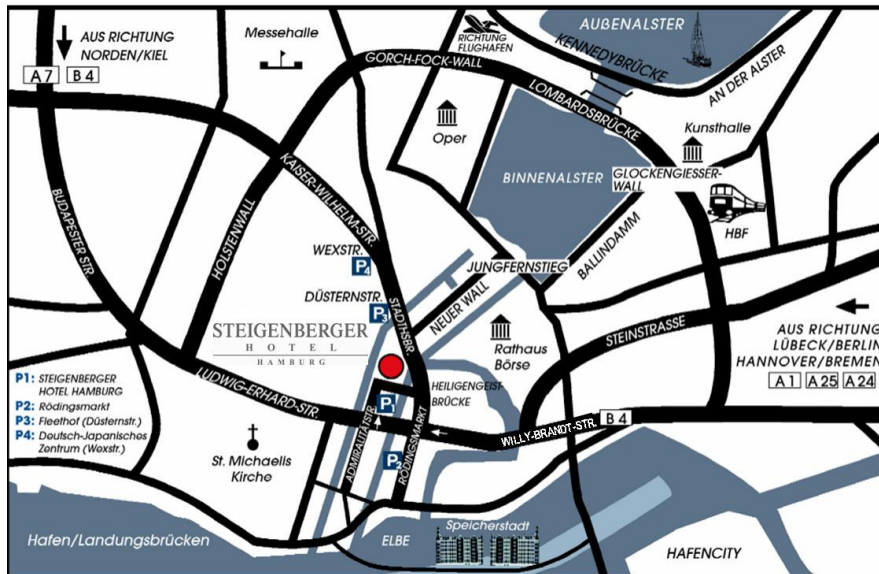 AUS RICHTUNG
NORDEN/KIEL
A7
B 4
Messehalle
RICHTUNG
FLUGHAFEN
AUßENALSTER
KENNEDYBRÜCKE
AN DER ALSTER
GORCH-FOCK-WALL
LOMBARDSBRÜCKE
Oper
Kunsthalle
BINNENALSTER
GLOCKENGIESSER-
WALL
HBF
KAISER-WILHELM-STR.
HOLSTENWALL
BUDAPESTER STR.
WEXSTR.
P4
JUNGFERNSTIEG
BALLINDAMM
DÜSTERNSTR.
P3
STADTHSBR.
NEUER WALL
STEINSTRASSE
STEIGENBERGER
HOTEL
HAMBURG
Rathaus
Börse
AUS RICHTUNG
LÜBECK/BERLIN
HANNOVER/BREMEN
A 1
A 25
A 24
LUDWIG-ERHARD-STR.
HEILIGENGEIST
BRÜCKE
P1
P1: STEIGENBERGER
HOTEL HAMBURG
P2: Rödingsmarkt
P3: Fleethof (Düsternstr.)
P4: Deutsch-Japanisches
Zentrum (Wexstr.)
ADMIRALITÄTSTR.
RÖDINGSMARKT
WILLY-BRANDT-STR.
B 4
St. Michaelis
Kirche
P2
Speicherstadt
Hafen/Landungsbrücken
ELBE
HAFENCITY